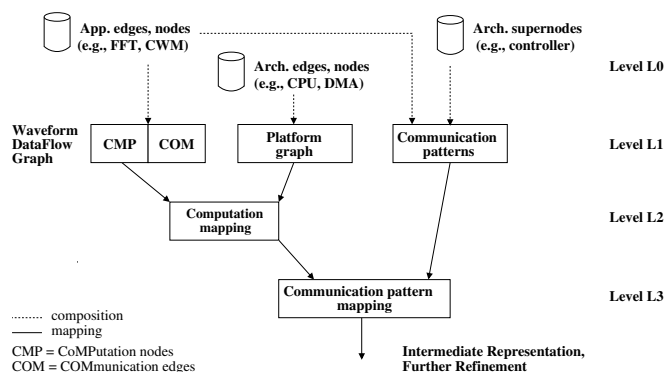 App. edges, nodes
(e.g., FFT, CWM)
Arch. supernodes
(e.g., controller)
Arch. edges, nodes
(e.g., CPU, DMA)
Level L0
Waveform
DataFlow
Graph
CMP
COM
Platform
graph
Communication
patterns
Level L1
Computation
mapping
Level L2
Communication pattern
mapping
Level L3
composition
mapping
CMP = CoMPutation nodes
COM = COMmunication edges
Intermediate Representation,
Further Refinement